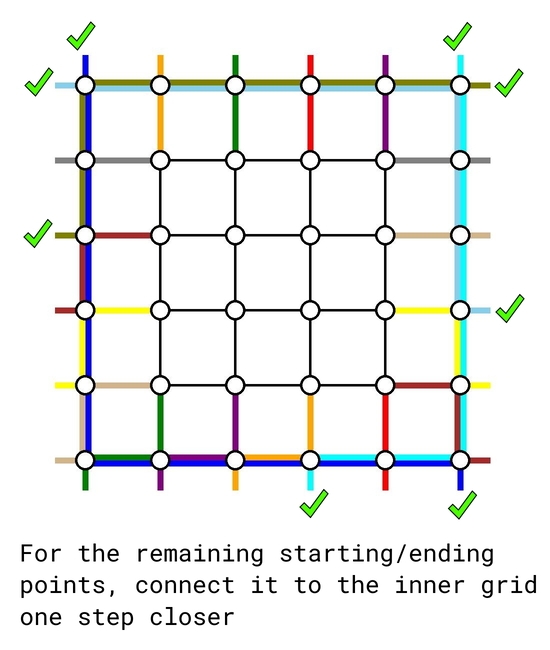 For the remaining starting/ending
points, connect it to the inner grid
one step closer